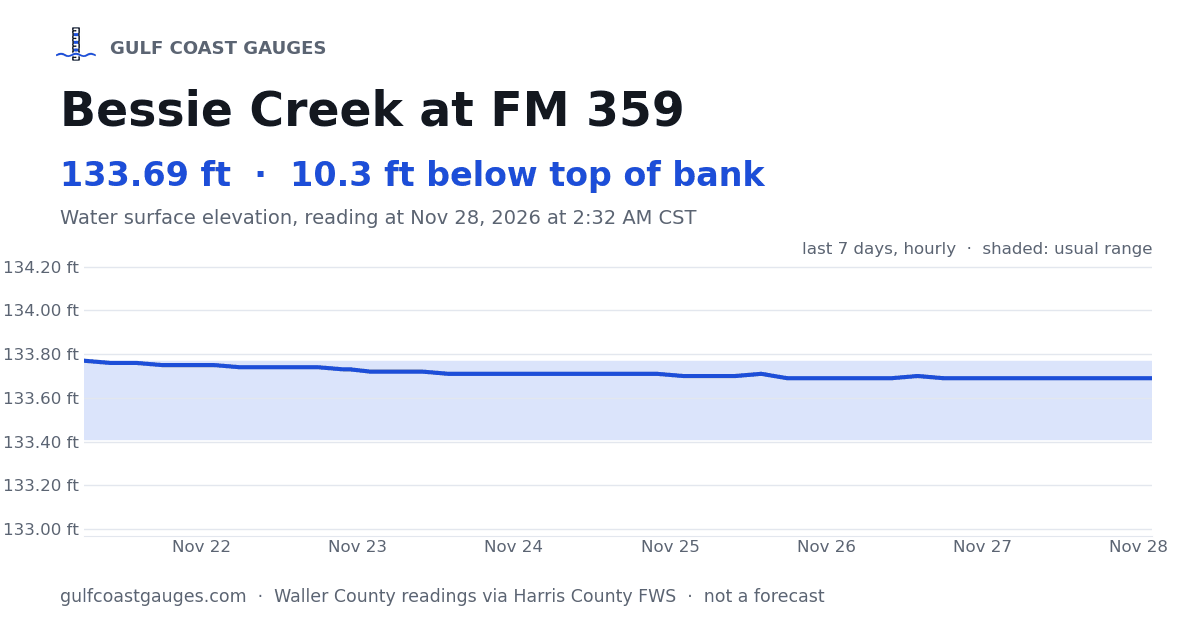 GULF COAST GAUGES
Bessie Creek at FM 359
133.69 ft · 10.3 ft below top of bank
Water surface elevation, reading at Nov 28, 2026 at 2:32 AM CST
last 7 days, hourly · shaded: usual range
134.20 ft
134.00 ft
133.80 ft
133.60 ft
133.40 ft
133.20 ft
133.00 ft
Nov 22 Nov 23 Nov 24 Nov 25 Nov 26 Nov 27 Nov 28
gulfcoastgauges.com · Waller County readings via Harris County FWS · not a forecast